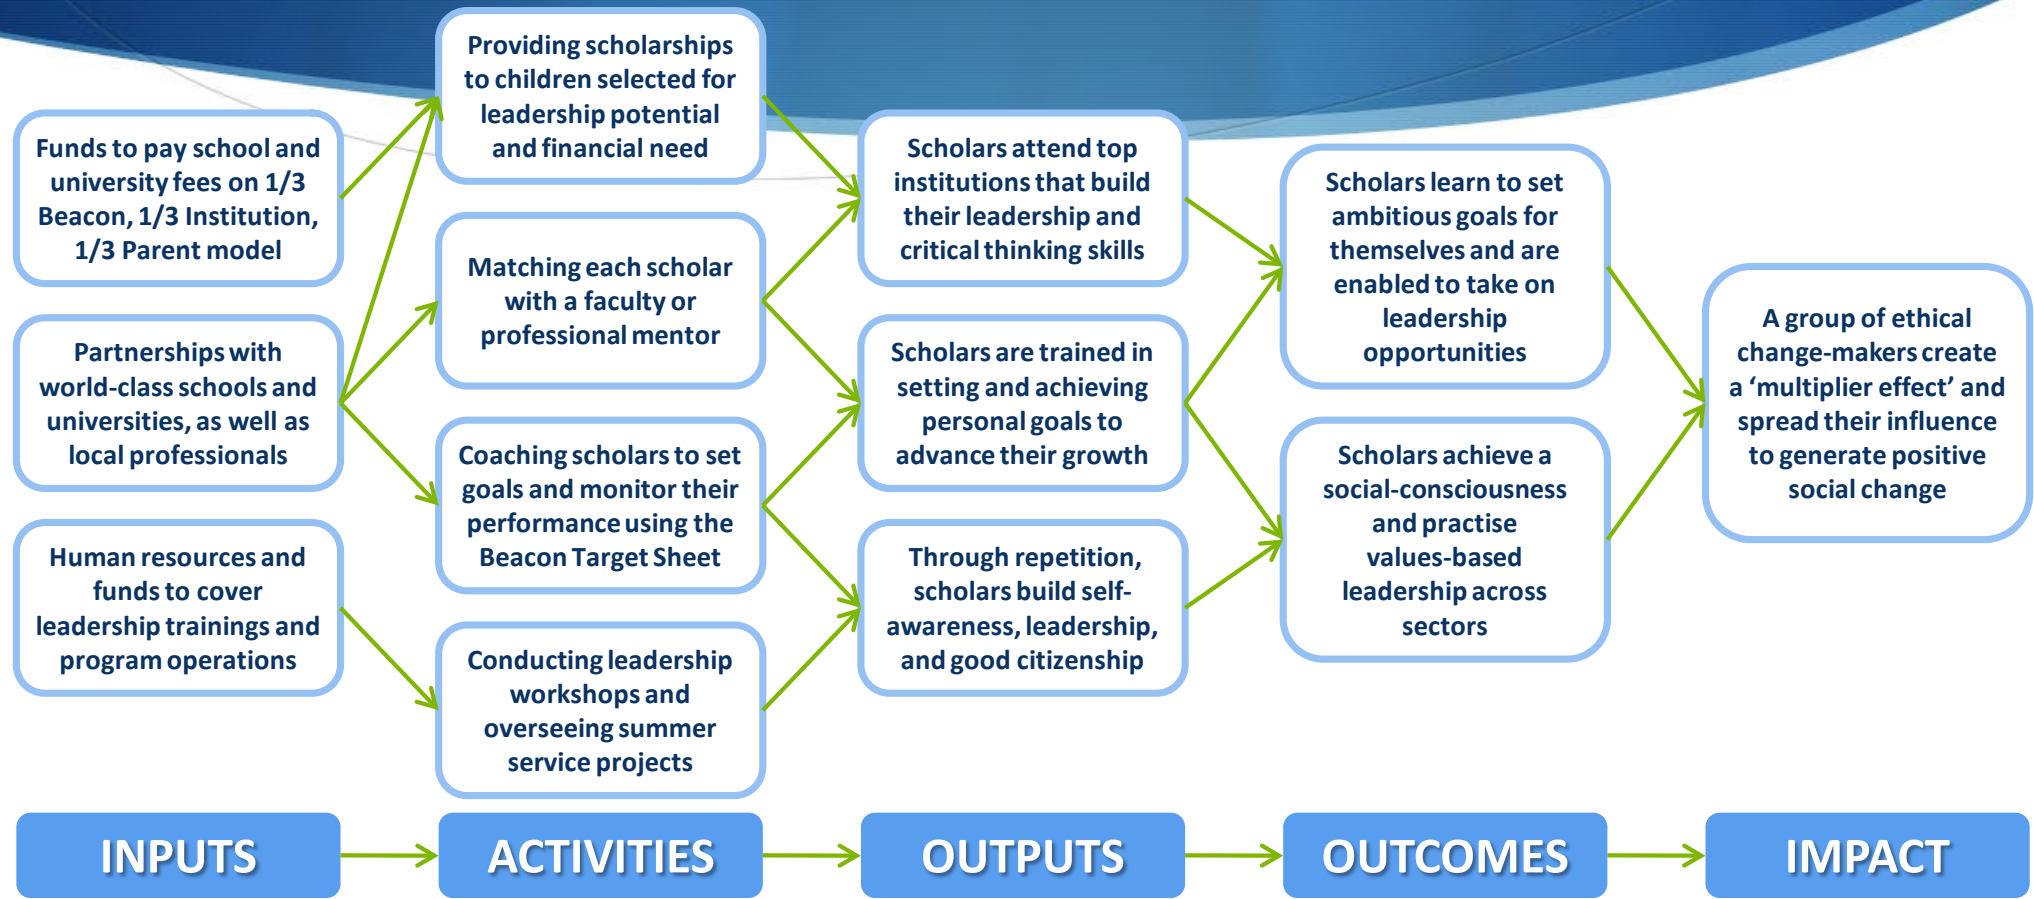 Funds to pay school and
university fees on 1/3
Beacon, 1/3 Institution,
1/3 Parent model
Partnerships with
world-class schools and
universities, as well as
local professionals
Human resources and
funds to cover
leadership trainings and
program operations
Providing scholarships
to children selected for
leadership potential
and financial need
Matching each scholar
with a faculty or
professional mentor
Coaching scholars to set
goals and monitor their
performance using the
Beacon Target Sheet
Conducting leadership
workshops and
overseeing summer
service projects
Scholars attend top
institutions that build
their leadership and
critical thinking skills
Scholars are trained in
setting and achieving
personal goals to
advance their growth
Through repetition,
scholars build self-
awareness, leadership,
and good citizenship
Scholars learn to set
ambitious goals for
themselves and are
enabled to take on
leadership
opportunities
Scholars achieve a
social-consciousness
and practise
values-based
leadership across
sectors
A group of ethical
change-makers create
a ‘multiplier effect’ and
spread their influence
to generate positive
social change
INPUTS
ACTIVITIES
OUTPUTS
OUTCOMES
IMPACT